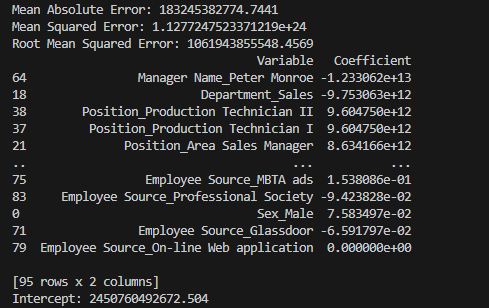 Mean Absolute Error: 183245382774.7441
Mean Squared Error: 1.1277247523371219e+24
Root Mean Squared Error: 1061943855548.4569
Variable Coefficient
64 Manager Name_Peter Monroe -1.233062e+13
18 Department_Sales -9.753063e+12
38 Position_Production Technician II 9.604750e+12
37 Position_Production Technician I 9.604750e+12
21 Position_Area Sales Manager 8.634166e+12
.. ... ...
75 Employee Source_MBTA ads 1.538086e-01
83 Employee Source_Professional Society -9.423828e-02
0 Sex_Male 7.583497e-02
71 Employee Source_Glassdoor -6.591797e-02
79 Employee Source_On-line Web application 0.000000e+00
[95 rows x 2 columns]
Intercept: 2450760492672.504